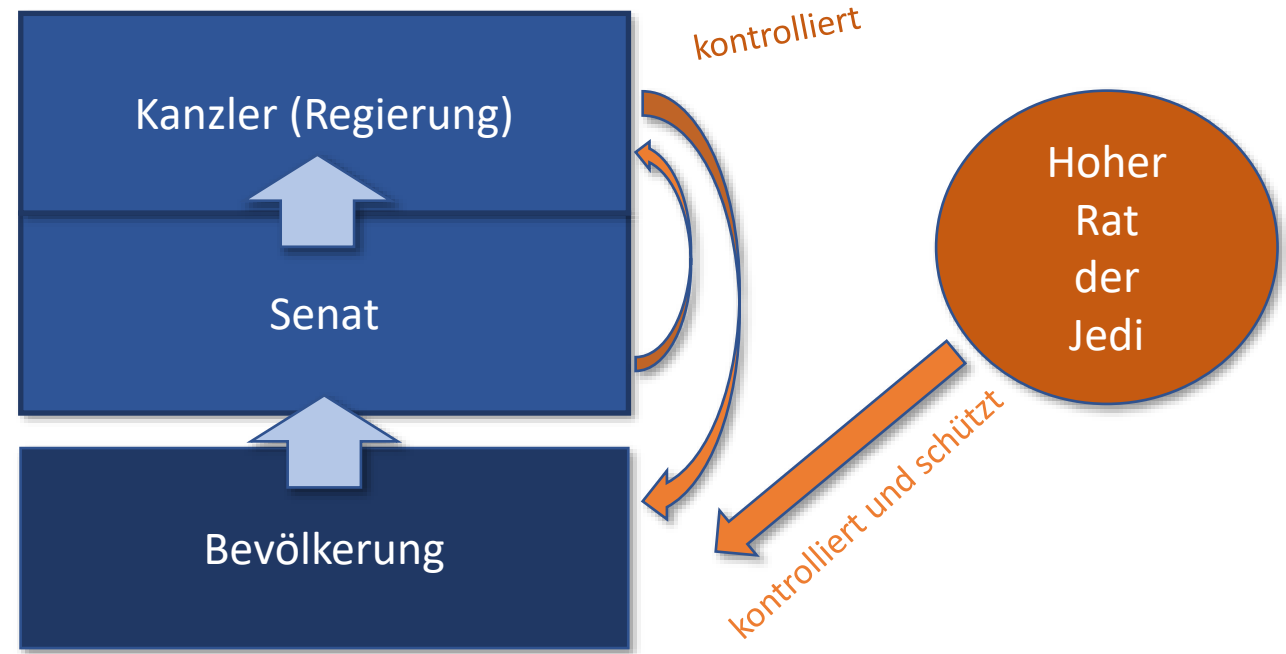 kontrolliert
Kanzler (Regierung)
Hoher
Rat
der
Jedi
Senat
kontrolliert und schützt
Bevölkerung